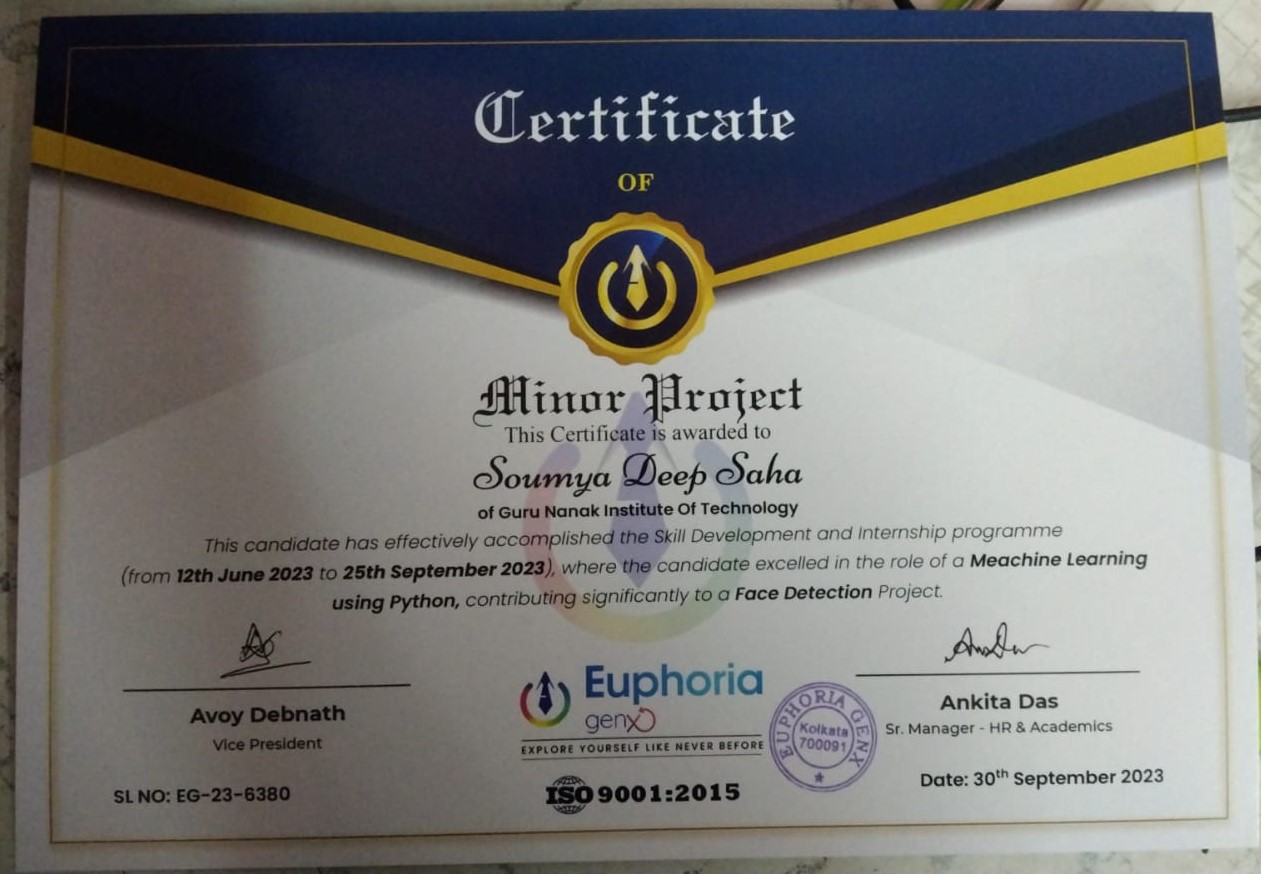 Certificate
OF
Minor Project
This Certificate is awarded to
Soumya Deep Saha
of Guru Nanak Institute Of Technology
This candidate has effectively accomplished the Skill Development and Internship programme
(from 12th June 2023 to 25th September 2023), where the candidate excelled in the role of a Meachine Learning
using Python, contributing significantly to a Face Detection Project.
Avoy Debnath
Vice President
SL NO: EG-23-6380
Euphoria
genx
EXPLORE YOURSELF LIKE NEVER BEFORE
ISO 9001:2015
EUPHORIA GENX
Kolkata
700091
Ankita Das
Sr. Manager - HR & Academics
Date: 30th September 2023